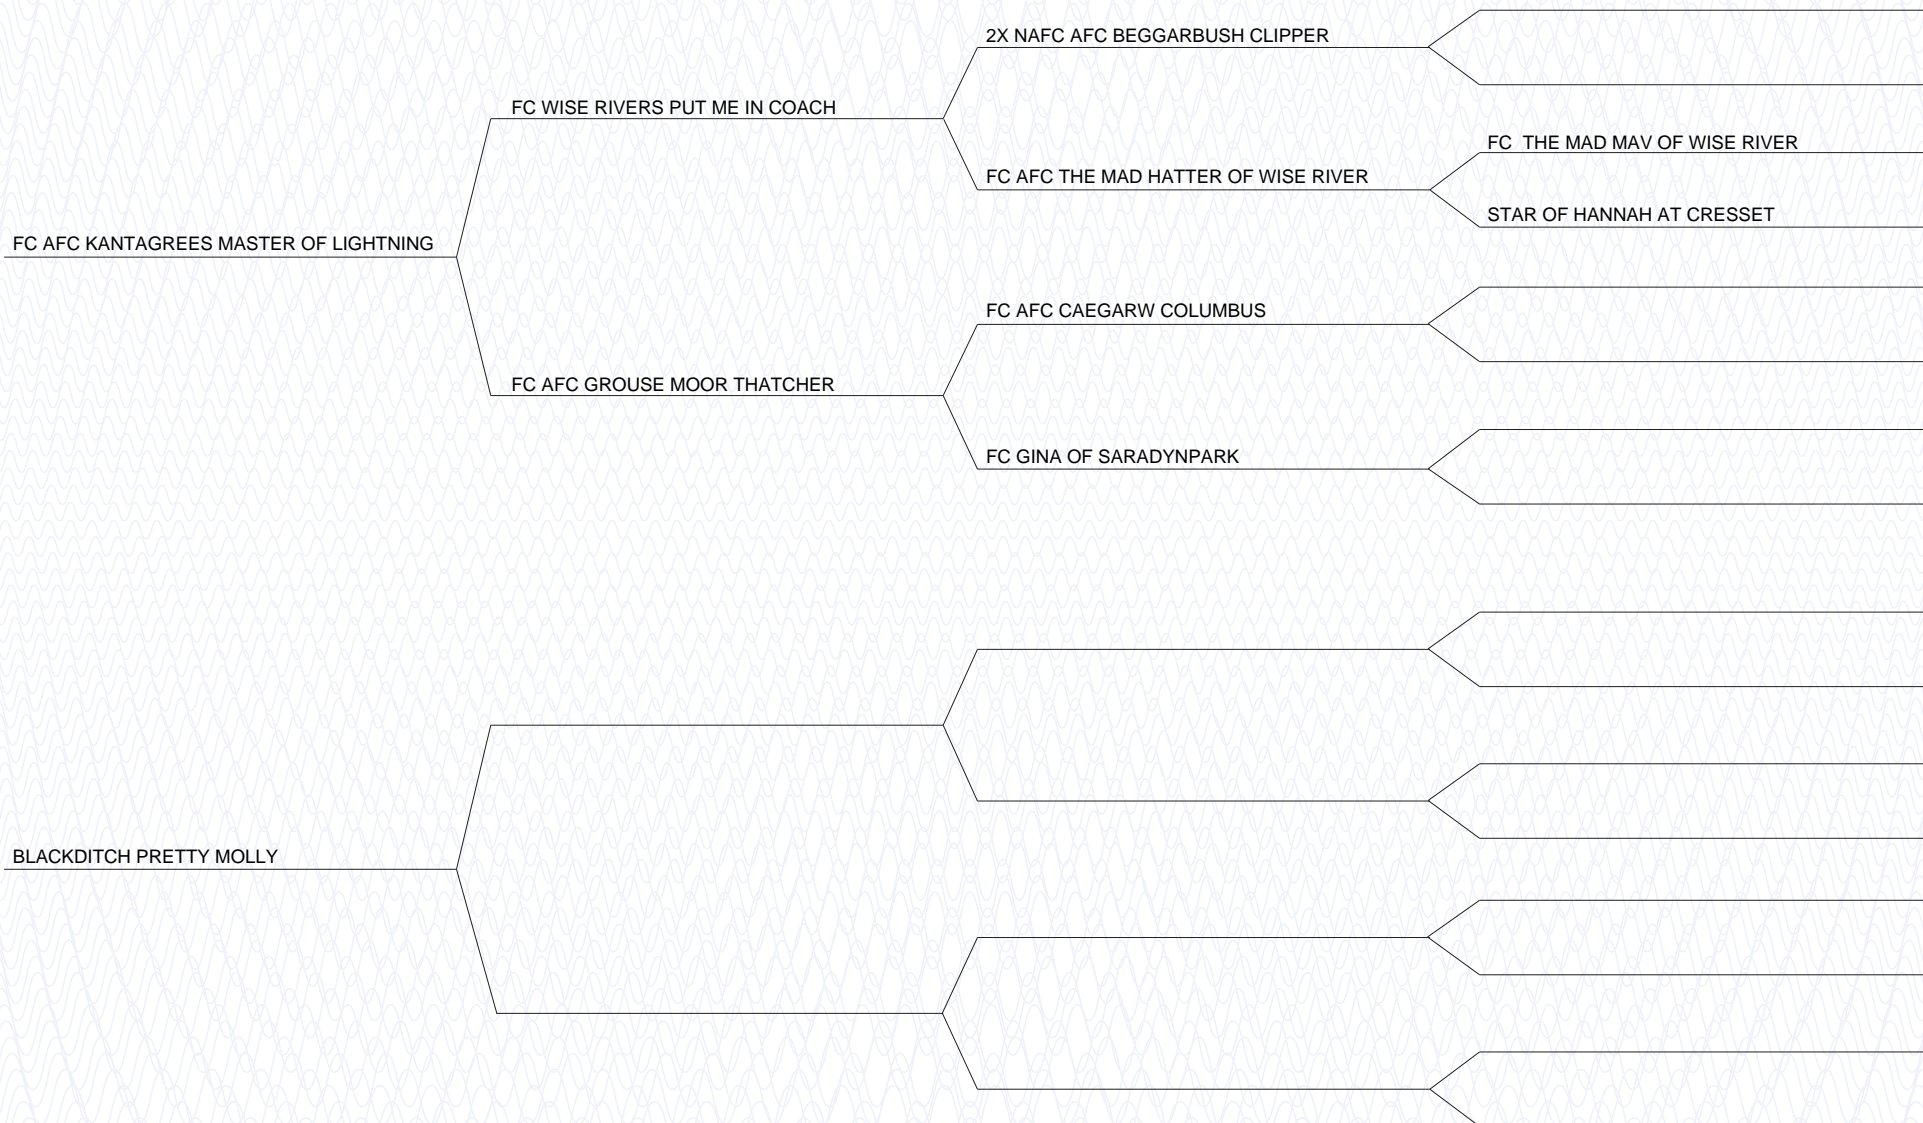 2X NAFC AFC BEGGARBUSH CLIPPER
FC WISE RIVERS PUT ME IN COACH
FC  THE MAD MAV OF WISE RIVER
FC AFC THE MAD HATTER OF WISE RIVER
STAR OF HANNAH AT CRESSET
FC AFC KANTAGREES MASTER OF LIGHTNING
FC AFC CAEGARW COLUMBUS
FC AFC GROUSE MOOR THATCHER
FC GINA OF SARADYNPARK
BLACKDITCH PRETTY MOLLY